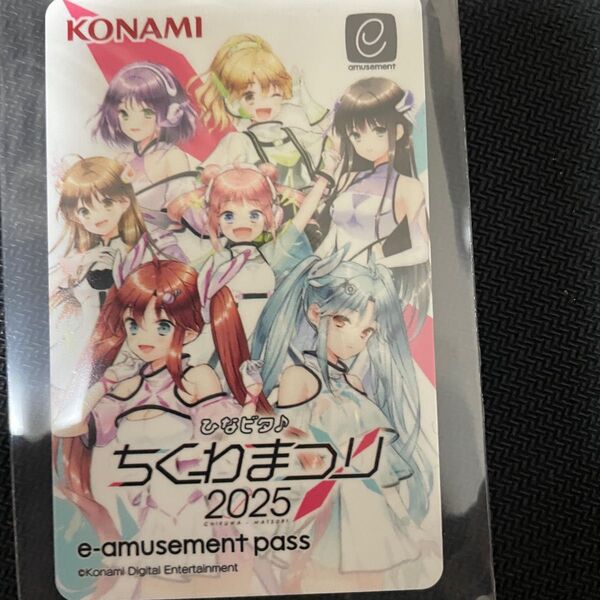 KONAMI
e
amusement
ひなビタ♪
ちくわまつり
2025
CHIKUWA - MATSURI
e-amusement pass
©Konami Digital Entertainment